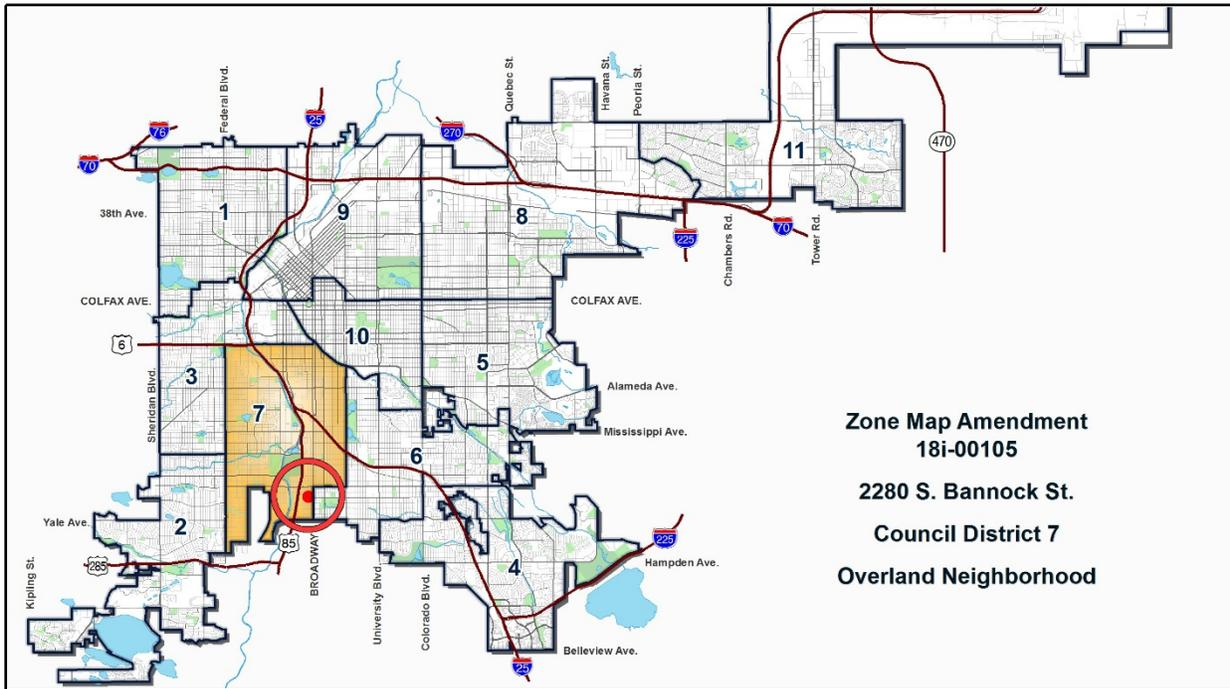 Federal Blvd.
Quebec St.
Havana St.
Peoria St.
76
25
270
70
470
11
1
9
8
38th Ave.
225
Chambers Rd.
70
Tower Rd.
COLFAX AVE.
COLFAX AVE.
10
6
3
5
Sheridan Blvd.
7
Alameda Ave.
Mississippi Ave.
6
Zone Map Amendment
18i-00105
2280 S. Bannock St.
Council District 7
Overland Neighborhood
Yale Ave.
2
85
BROADWAY
225
285
4
Hampden Ave.
Kipling St.
University Blvd.
Colorado Blvd.
Belleview Ave.
25